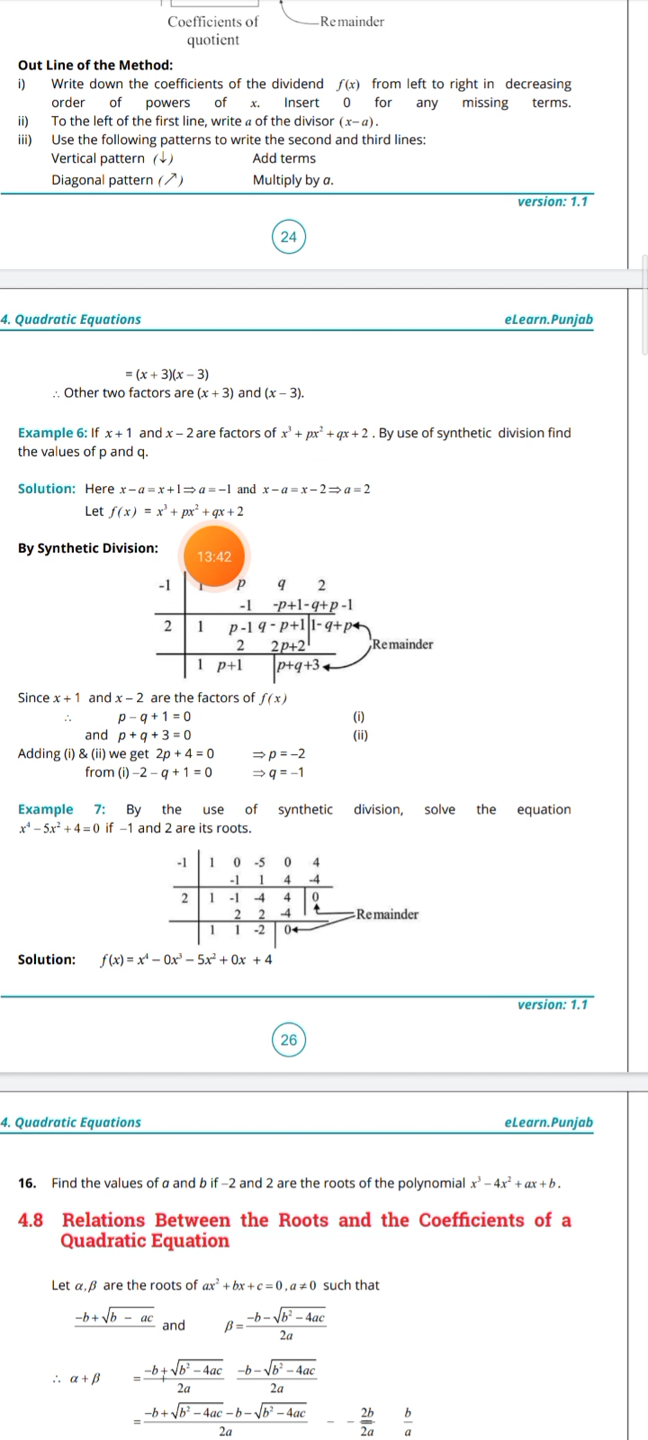 Coefficients of
quotient
Remainder
Out Line of the Method:
i) Write down the coefficients of the dividend f(x) from left to right in decreasing
order of powers of x. Insert 0 for any missing terms.
ii) To the left of the first line, write a of the divisor (x–a).
iii) Use the following patterns to write the second and third lines:
Vertical pattern (↓) Add terms
Diagonal pattern (↗) Multiply by a.
version: 1.1
24
4. Quadratic Equations eLearn.Punjab
= (x + 3)(x – 3)
∴ Other two factors are (x + 3) and (x – 3).
Example 6: If x + 1 and x – 2 are factors of x³ + px² + qx + 2 . By use of synthetic division find
the values of p and q.
Solution: Here x – a = x + 1 ⇒ a = –1 and x – a = x – 2 ⇒ a = 2
Let f(x) = x³ + px² + qx + 2
By Synthetic Division:
13:42
-1 p q 2
-1 -p+1 -q+p -1
2 1 p-1 q - p+1 1- q+p
2 2p+2 Remainder
1 p+1 p+q+3
Since x + 1 and x – 2 are the factors of f(x)
∴ p – q + 1 = 0 (i)
and p + q + 3 = 0 (ii)
Adding (i) & (ii) we get 2p + 4 = 0 ⇒ p = –2
from (i) –2 – q + 1 = 0 ⇒ q = –1
Example 7: By the use of synthetic division, solve the equation
x⁴ – 5x² + 4 = 0 if –1 and 2 are its roots.
-1 1 0 -5 0 4
-1 1 4 -4
2 1 -1 -4 4 0
2 2 -4 Remainder
1 1 -2 0
Solution: f(x) = x⁴ – 0x³ – 5x² + 0x + 4
version: 1.1
26
4. Quadratic Equations eLearn.Punjab
16. Find the values of a and b if –2 and 2 are the roots of the polynomial x³ – 4x² + ax + b.
4.8 Relations Between the Roots and the Coefficients of a
Quadratic Equation
Let α,β are the roots of ax² + bx + c = 0, a ≠ 0 such that
–b + √b – ac and β = –b – √b² – 4ac
2a
∴ α + β = –b + √b² – 4ac –b – √b² – 4ac
2a 2a
= –b + √b² – 4ac – b – √b² – 4ac – – 2b b
2a 2a a